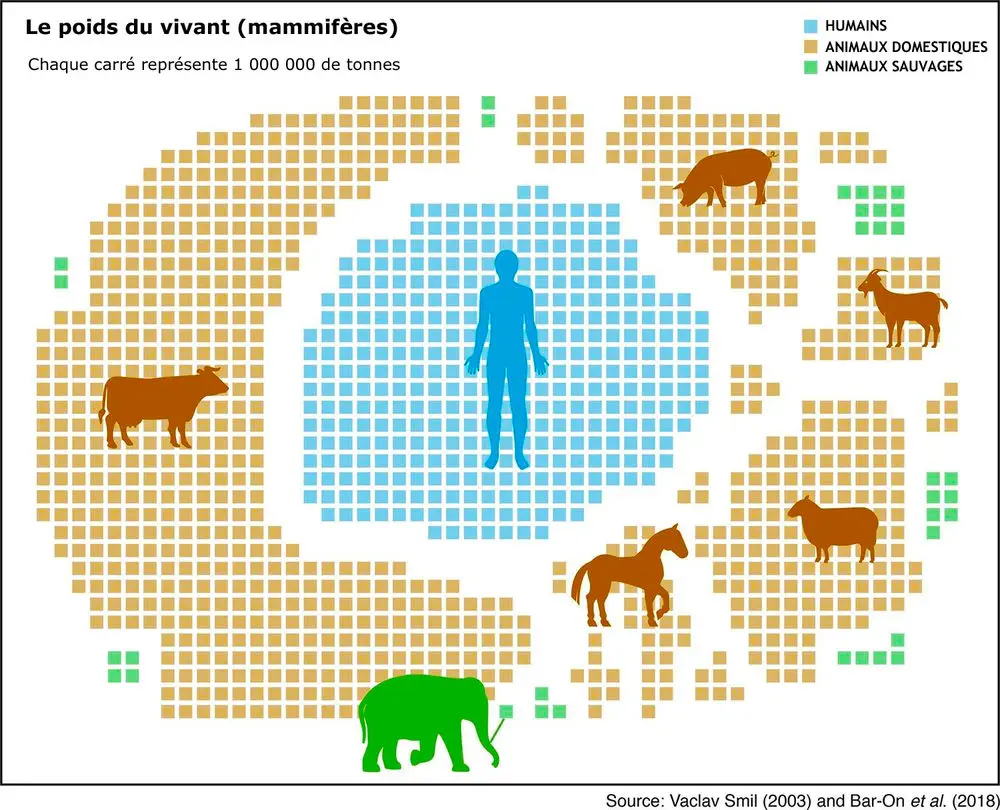 Le poids du vivant (mammifères)
Chaque carré représente 1 000 000 de tonnes
HUMAINS
ANIMAUX DOMESTIQUES
ANIMAUX SAUVAGES
Source: Vaclav Smil (2003) and Bar-On et al. (2018)